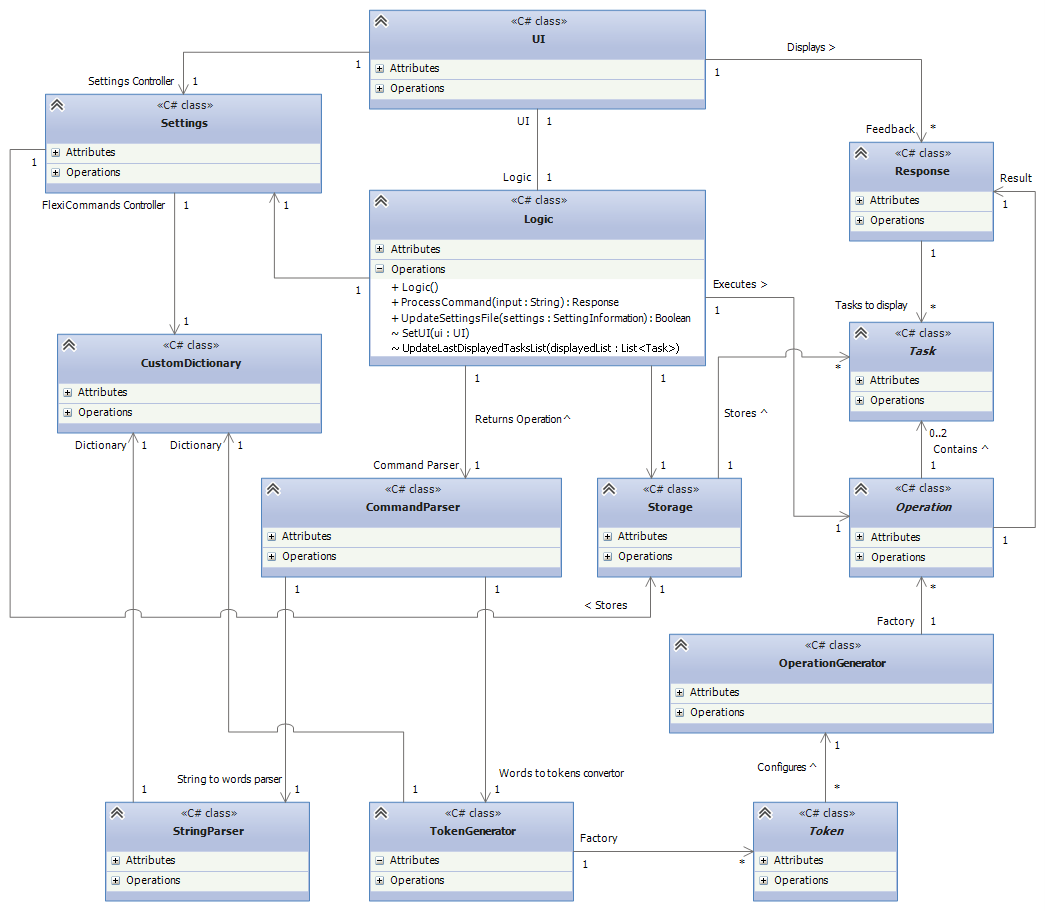 «C# class»
UI
Attributes
Operations
Displays >
1
1
Settings Controller
1
«C# class»
Settings
Attributes
Operations
1
UI
1
Feedback
*
«C# class»
Response
Attributes
Operations
Result
1
Logic
1
FlexiCommands Controller
1
1
«C# class»
Logic
Attributes
Operations
+ Logic()
+ ProcessCommand(input : String) : Response
+ UpdateSettingsFile(settings : SettingInformation) : Boolean
~ SetUI(ui : UI)
~ UpdateLastDisplayedTasksList(displayedList : List<Task>)
1
1
Executes >
1
Tasks to display
*
1
«C# class»
CustomDictionary
Attributes
Operations
«C# class»
Task
Attributes
Operations
*
1
1
1
Returns Operation ^
Stores ^
0..2
Contains ^
Dictionary
1
Dictionary
1
Command Parser
1
1
1
1
«C# class»
CommandParser
Attributes
Operations
«C# class»
Storage
Attributes
Operations
«C# class»
Operation
Attributes
Operations
1
1
1
1
1
*
< Stores
Factory
1
«C# class»
OperationGenerator
Attributes
Operations
1
Configures ^
*
String to words parser
Words to tokens convertor
1
1
1
1
«C# class»
StringParser
Attributes
Operations
«C# class»
TokenGenerator
Attributes
Operations
Factory
1
*
«C# class»
Token
Attributes
Operations